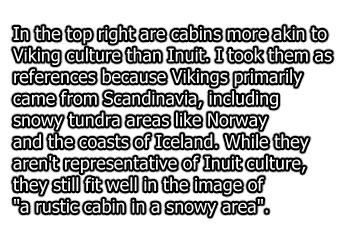 In the top right are cabins more akin to
Viking culture than Inuit. I took them as
references because Vikings primarily
came from Scandinavia, including
snowy tundra areas like Norway
and the coasts of Iceland. While they
aren't representative of Inuit culture,
they still fit well in the image of
"a rustic cabin in a snowy area".